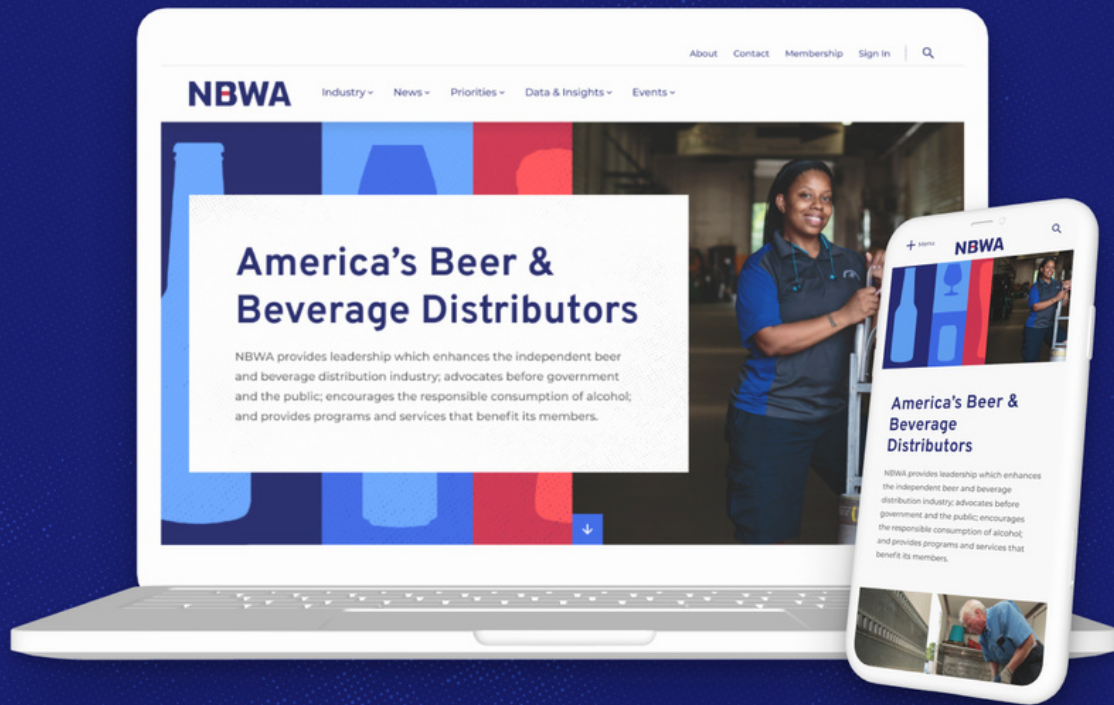 About Contact Membership Sign In
NBWA Industry News Priorities Data & Insights Events
America's Beer &
Beverage Distributors
NBWA provides leadership which enhances the independent beer
and beverage distribution industry; advocates before government
and the public; encourages the responsible consumption of alcohol;
and provides programs and services that benefit its members.
Menu NBWA
America's Beer &
Beverage
Distributors
NBWA provides leadership which enhances
the independent beer and beverage
distribution industry; advocates before
government and the public; encourages
the responsible consumption of alcohol;
and provides programs and services that
benefit its members.